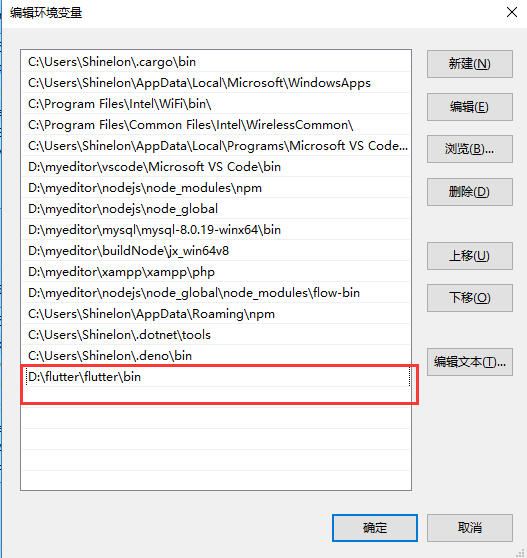 编辑环境变量
C:\Users\Shinelon\.cargo\bin
C:\Users\Shinelon\AppData\Local\Microsoft\WindowsApps
C:\Program Files\Intel\WiFi\bin\
C:\Program Files\Common Files\Intel\WirelessCommon\
C:\Users\Shinelon\AppData\Local\Programs\Microsoft VS Code...
D:\myeditor\vscode\Microsoft VS Code\bin
D:\myeditor\nodejs\node_modules\npm
D:\myeditor\nodejs\node_global
D:\myeditor\mysql\mysql-8.0.19-winx64\bin
D:\myeditor\buildNode\jx_win64v8
D:\myeditor\xampp\xampp\php
D:\myeditor\nodejs\node_global\node_modules\flow-bin
C:\Users\Shinelon\AppData\Roaming\npm
C:\Users\Shinelon\.dotnet\tools
C:\Users\Shinelon\.deno\bin
D:\flutter\flutter\bin
新建(N)
编辑(E)
浏览(B)...
删除(D)
上移(U)
下移(O)
编辑文本(T)...
确定
取消